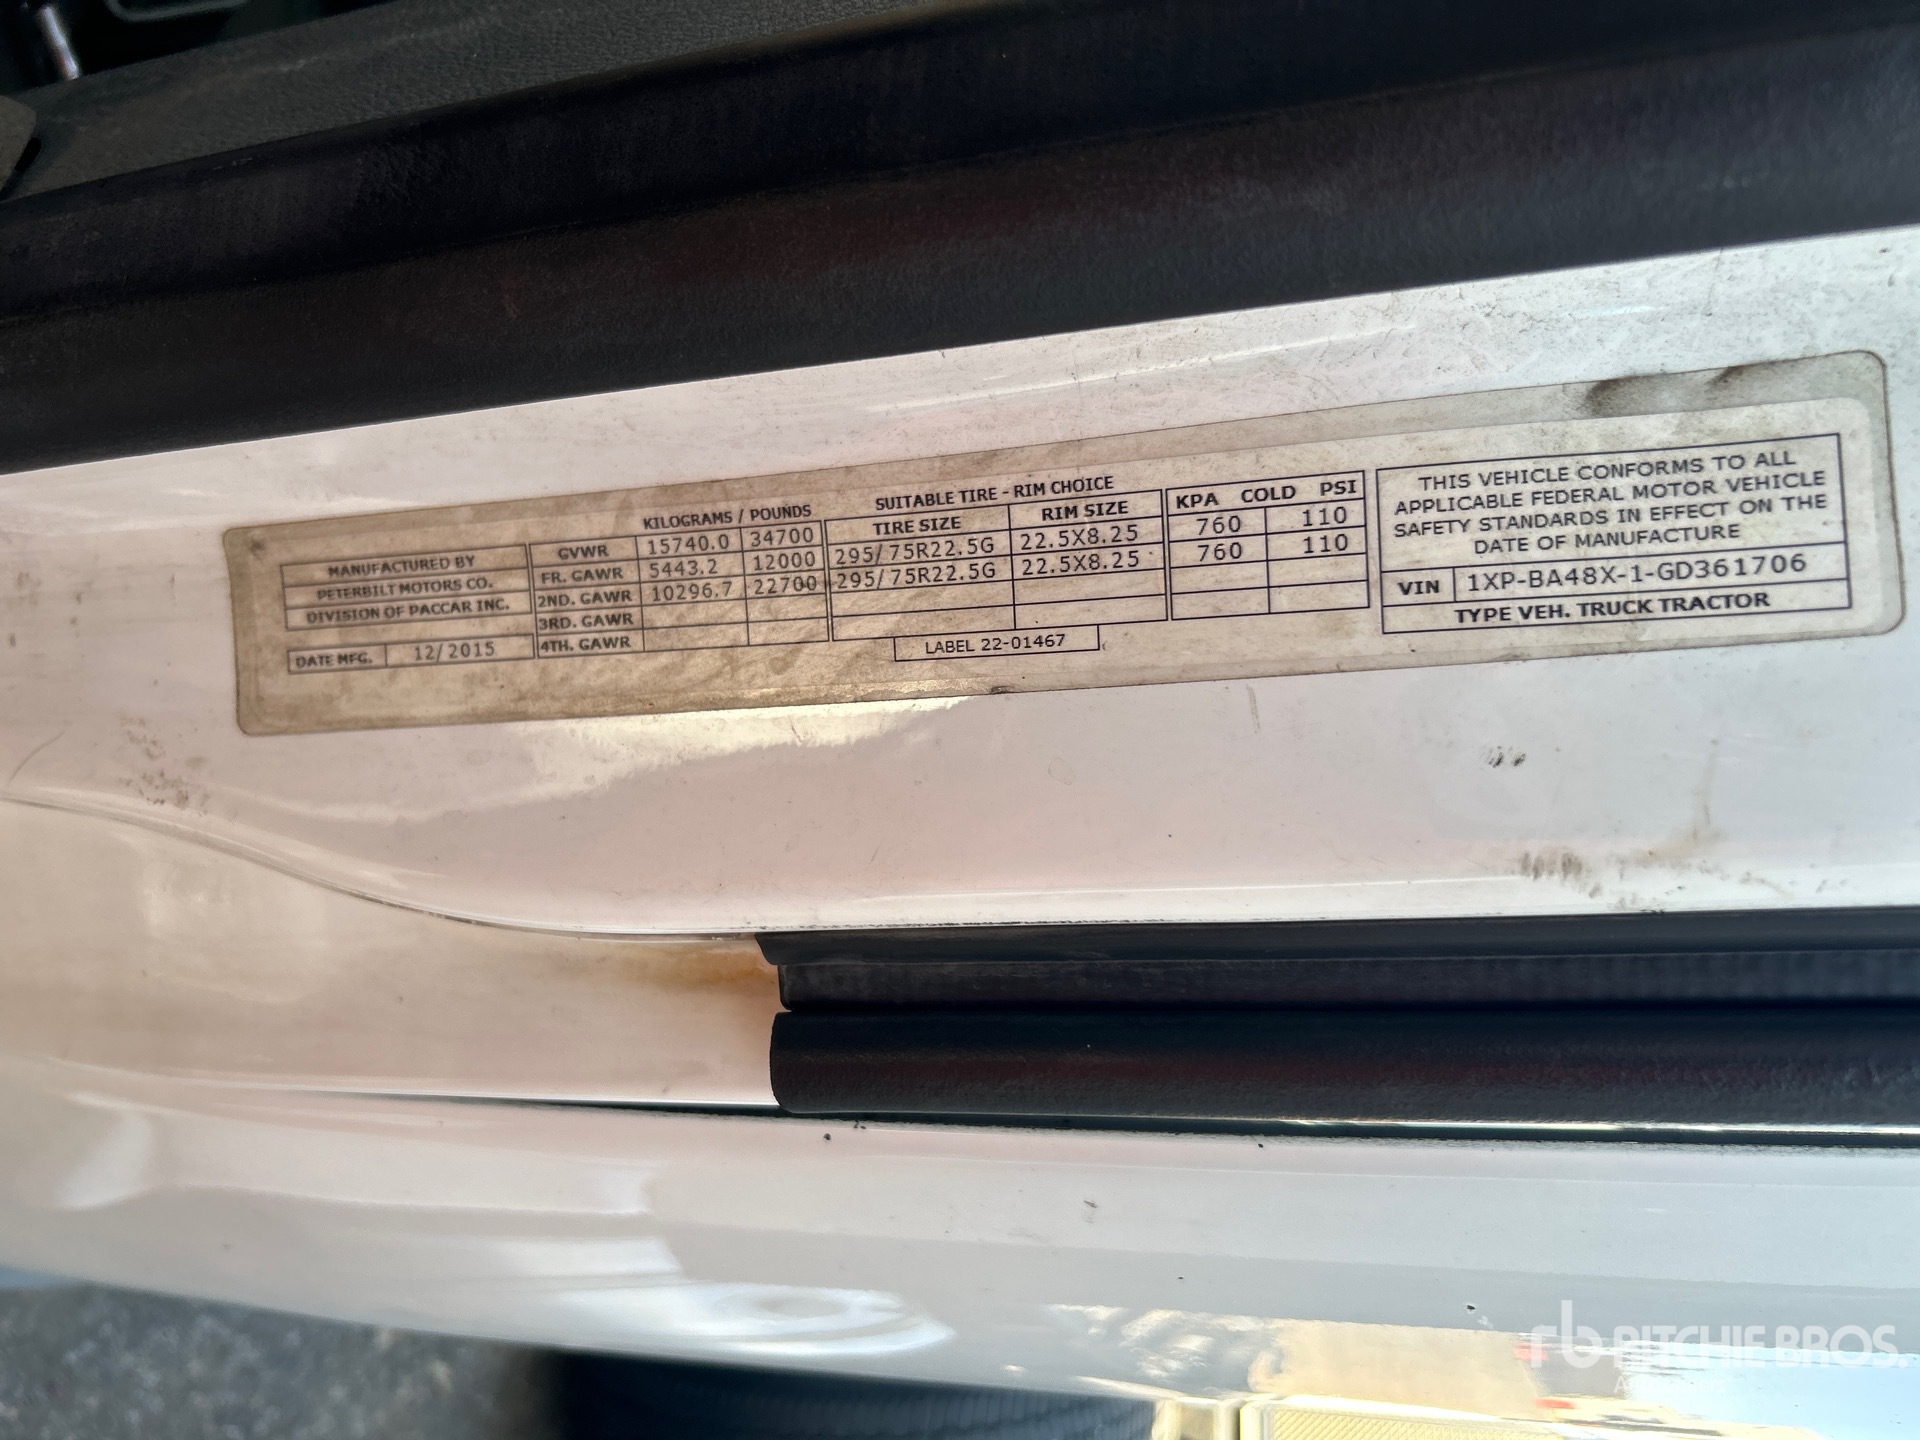 MANUFACTURED BY
PETERBILT MOTORS CO.
DIVISION OF PACCAR INC.
DATE MFG. 12/2015
KILOGRAMS / POUNDS
GVWR 15740.0 34700
FR. GAWR 5443.2 12000
2ND. GAWR 10296.7 22700
3RD. GAWR
4TH. GAWR
SUITABLE TIRE - RIM CHOICE
TIRE SIZE RIM SIZE
295/75R22.5G 22.5X8.25
295/75R22.5G 22.5X8.25
KPA COLD PSI
760 110
760 110
LABEL 22-01467
THIS VEHICLE CONFORMS TO ALL
APPLICABLE FEDERAL MOTOR VEHICLE
SAFETY STANDARDS IN EFFECT ON THE
DATE OF MANUFACTURE
VIN 1XP-BA48X-1-GD361706
TYPE VEH. TRUCK TRACTOR
rb RITCHIE BROS.